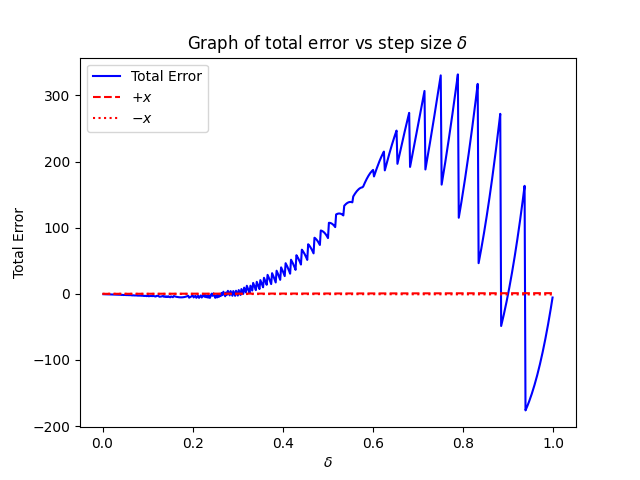 Graph of total error vs step size δ
Total Error
+x
−x
Total Error
300
200
100
0
−100
−200
0.0 0.2 0.4 0.6 0.8 1.0
δ